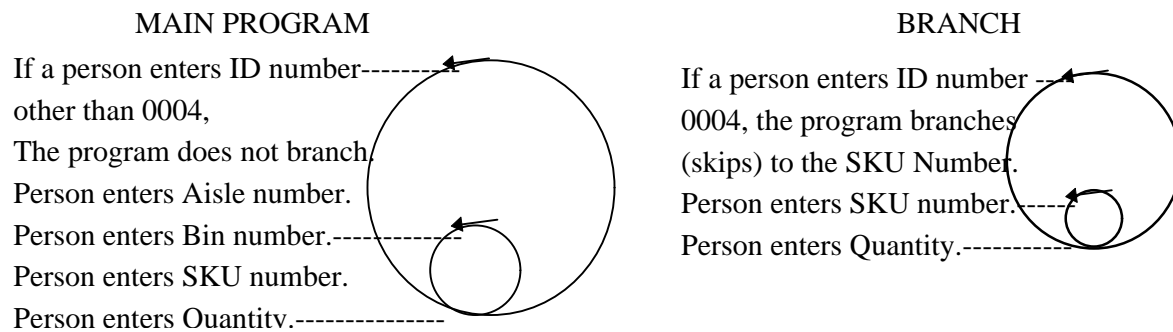 MAIN PROGRAM
If a person enters ID number-------------
other than 0004,
The program does not branch.
Person enters Aisle number.
Person enters Bin number.-----------------
Person enters SKU number.
Person enters Quantity.-------------------
BRANCH
If a person enters ID number ----
0004, the program branches
(skips) to the SKU Number.
Person enters SKU number.-------
Person enters Quantity.--------------